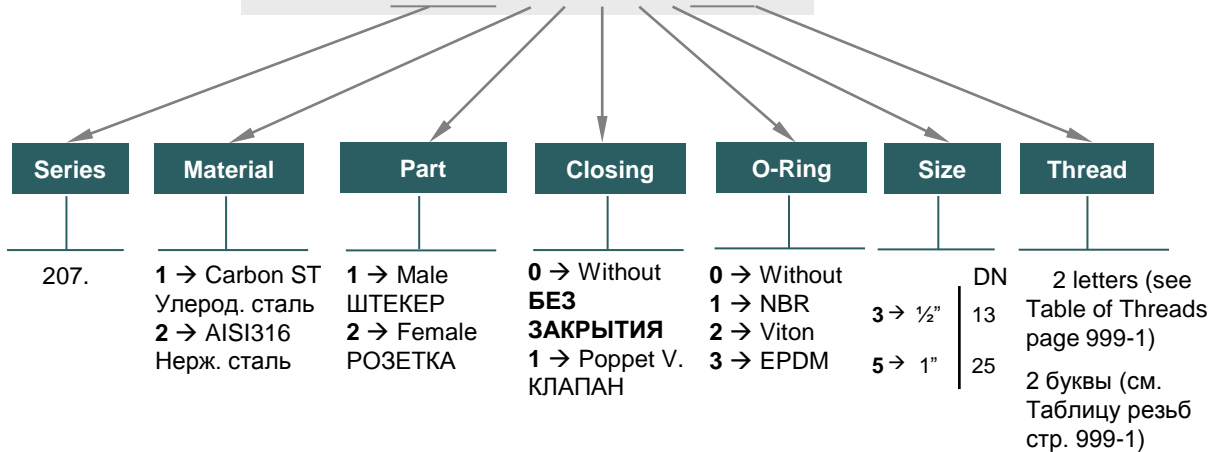 Series
Material
Part
Closing
O-Ring
Size
Thread
207.
1 → Carbon ST
Улерод. сталь
2 → AISI316
Нерж. сталь
1 → Male
ШТЕКЕР
2 → Female
РОЗЕТКА
0 → Without
БЕЗ
ЗАКРЫТИЯ
1 → Poppet V.
КЛАПАН
0 → Without
1 → NBR
2 → Viton
3 → EPDM
DN
3 → ½” 13
5 → 1” 25
2 letters (see
Table of Threads
page 999-1)
2 буквы (см.
Таблицу резьб
стр. 999-1)